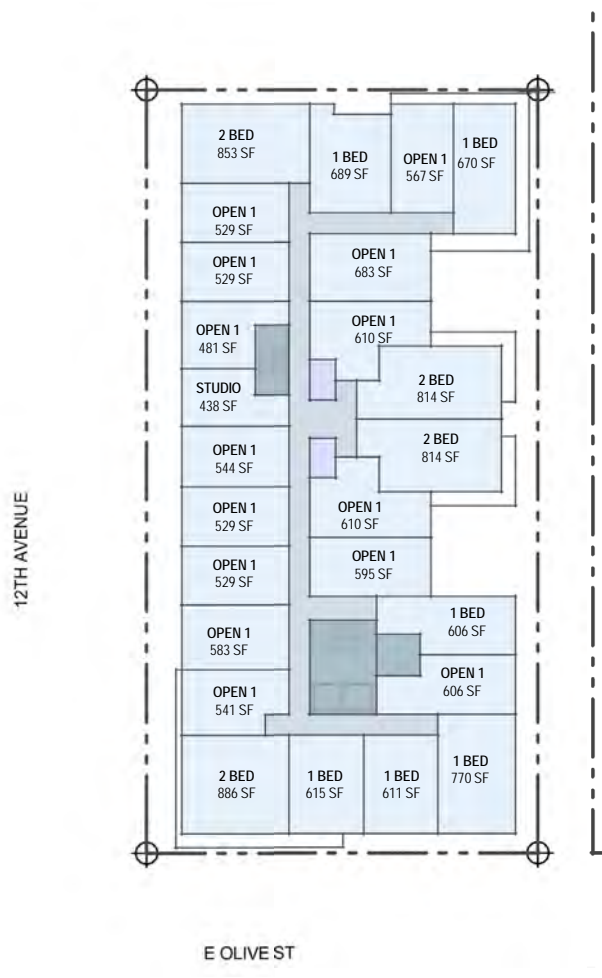 2 BED
853 SF
1 BED
689 SF
OPEN 1
567 SF
1 BED
670 SF
OPEN 1
529 SF
OPEN 1
683 SF
OPEN 1
529 SF
OPEN 1
481 SF
OPEN 1
610 SF
STUDIO
438 SF
2 BED
814 SF
OPEN 1
544 SF
2 BED
814 SF
OPEN 1
529 SF
OPEN 1
610 SF
OPEN 1
529 SF
OPEN 1
595 SF
OPEN 1
583 SF
1 BED
606 SF
OPEN 1
541 SF
OPEN 1
606 SF
2 BED
886 SF
1 BED
615 SF
1 BED
611 SF
1 BED
770 SF
12TH AVENUE
E OLIVE ST